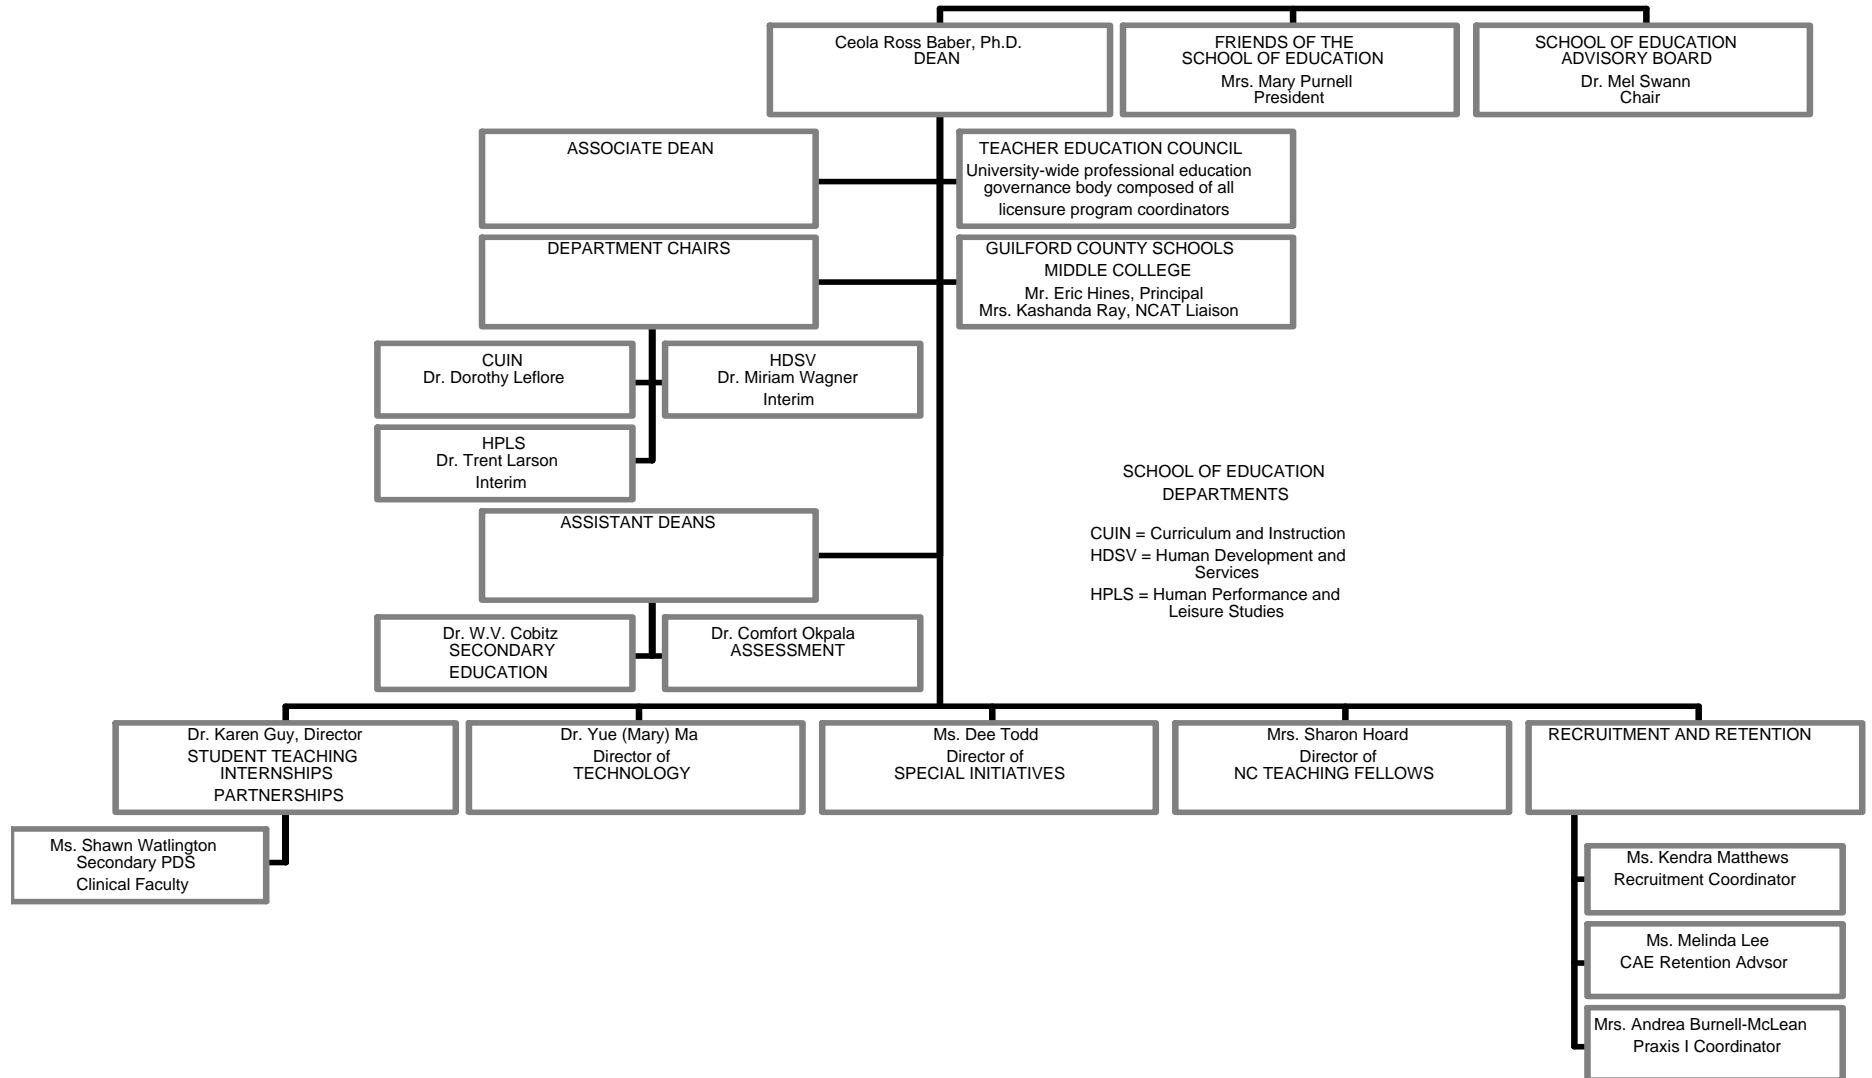 Ceola Ross Baber, Ph.D.
DEAN
FRIENDS OF THE
SCHOOL OF EDUCATION
Mrs. Mary Purnell
President
SCHOOL OF EDUCATION
ADVISORY BOARD
Dr. Mel Swann
Chair
ASSOCIATE DEAN
TEACHER EDUCATION COUNCIL
University-wide professional education
governance body composed of all
licensure program coordinators
DEPARTMENT CHAIRS
GUILFORD COUNTY SCHOOLS
MIDDLE COLLEGE
Mr. Eric Hines, Principal
Mrs. Kashanda Ray, NCAT Liaison
CUIN
Dr. Dorothy Leflore
HDSV
Dr. Miriam Wagner
Interim
HPLS
Dr. Trent Larson
Interim
SCHOOL OF EDUCATION
DEPARTMENTS
CUIN = Curriculum and Instruction
HDSV = Human Development and
Services
HPLS = Human Performance and
Leisure Studies
ASSISTANT DEANS
Dr. W.V. Cobitz
SECONDARY
EDUCATION
Dr. Comfort Okpala
ASSESSMENT
Dr. Karen Guy, Director
STUDENT TEACHING
INTERNSHIPS
PARTNERSHIPS
Dr. Yue (Mary) Ma
Director of
TECHNOLOGY
Ms. Dee Todd
Director of
SPECIAL INITIATIVES
Mrs. Sharon Hoard
Director of
NC TEACHING FELLOWS
RECRUITMENT AND RETENTION
Ms. Shawn Watlington
Secondary PDS
Clinical Faculty
Ms. Kendra Matthews
Recruitment Coordinator
Ms. Melinda Lee
CAE Retention Advsor
Mrs. Andrea Burnell-McLean
Praxis I Coordinator